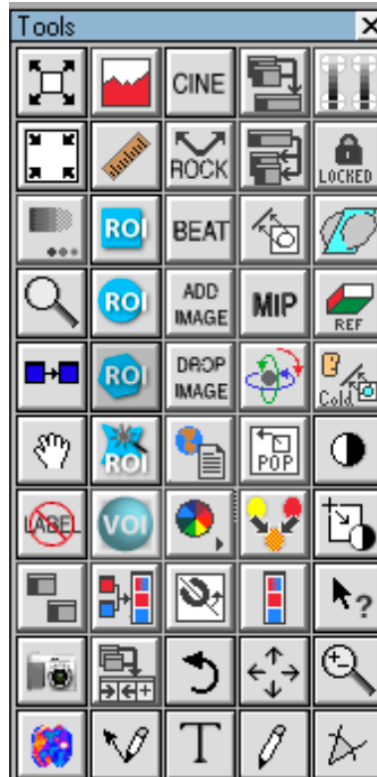 Tools
CINE
ROCK
LOCKED
ROI
BEAT
ROI
ADD
IMAGE
MIP
REF
ROI
DROP
IMAGE
Cold
ROI
POP
LABEL
VOI
?
T